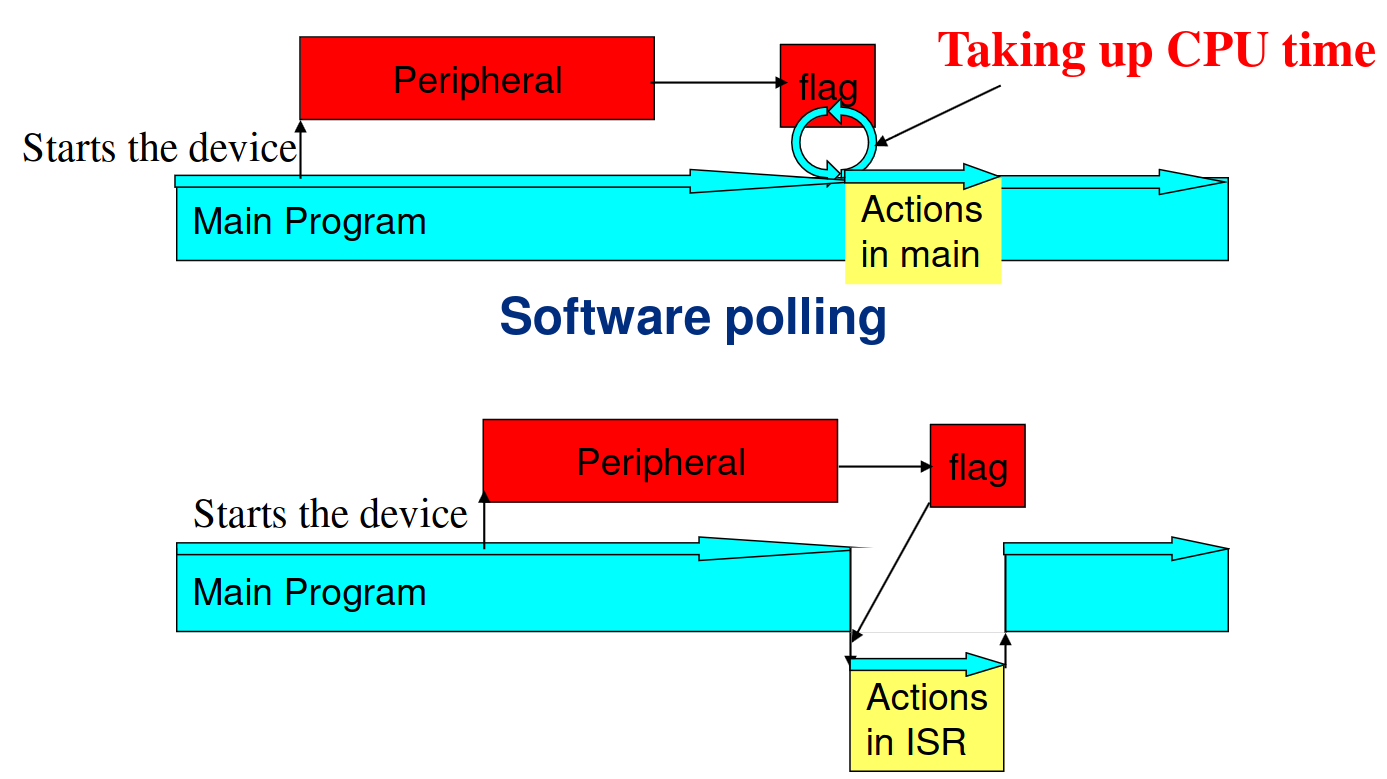 Taking up CPU time
Peripheral
flag
Starts the device
Main Program
Actions
in main
Software polling
Peripheral
flag
Starts the device
Main Program
Actions
in ISR